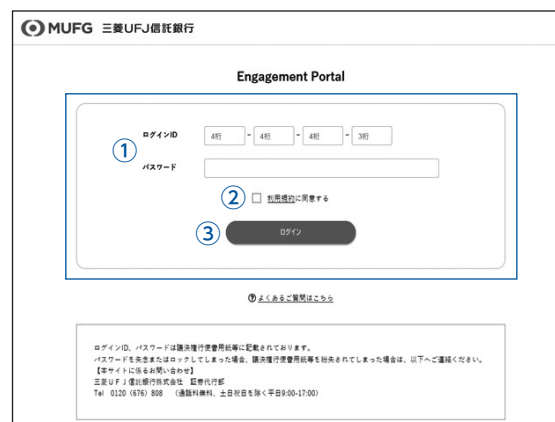 MUFG 三菱UFJ信託銀行
Engagement Portal
①
ログインID 4桁 - 4桁 - 4桁 - 3桁
パスワード
② 利用規約に同意する
③ ログイン
? よくあるご質問はこちら
ログインID、パスワードは議決権行使書用紙等に記載されております。
パスワードを失念またはロックしてしまった場合、議決権行使書用紙等を紛失されてしまった場合は、以下へご連絡ください。
【本サイトに係るお問い合わせ】
三菱UFJ信託銀行株式会社 証券代行部
Tel 0120（676）808 （通話料無料、土日祝日を除く平日9:00-17:00）